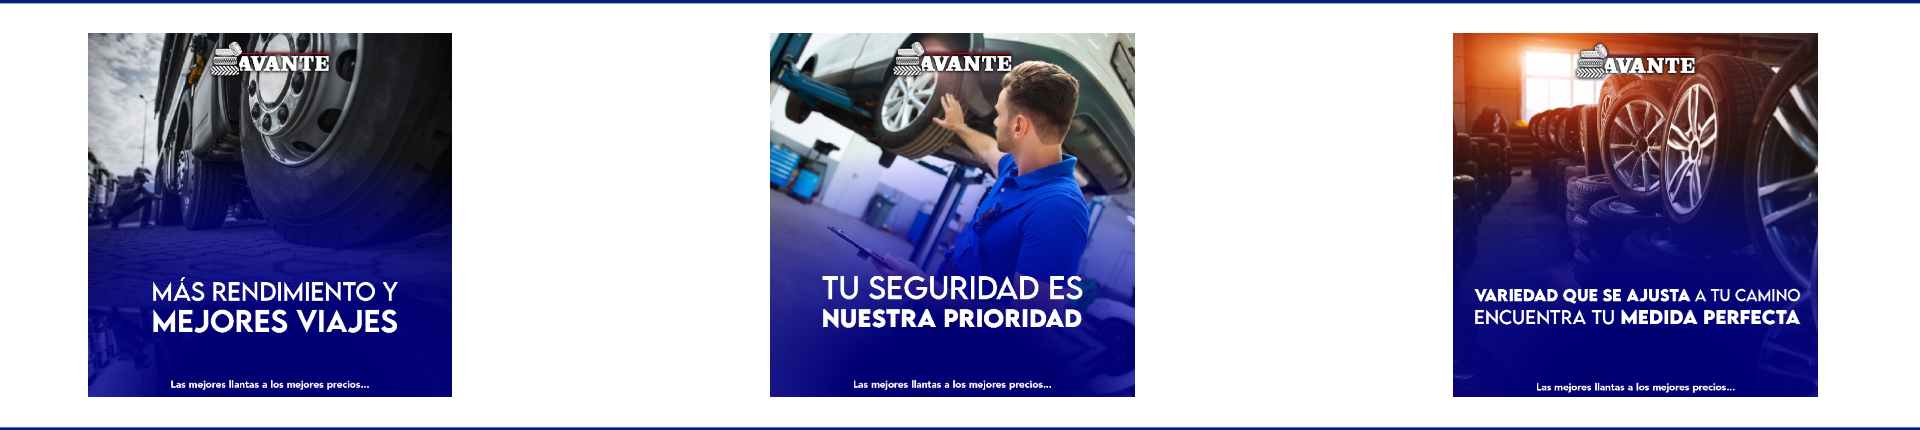 AVANTE
MÁS RENDIMIENTO Y
MEJORES VIAJES
Las mejores llantas a los mejores precios...
AVANTE
TU SEGURIDAD ES
NUESTRA PRIORIDAD
Las mejores llantas a los mejores precios...
AVANTE
VARIEDAD QUE SE AJUSTA A TU CAMINO
ENCUENTRA TU MEDIDA PERFECTA
Las mejores llantas a los mejores precios...